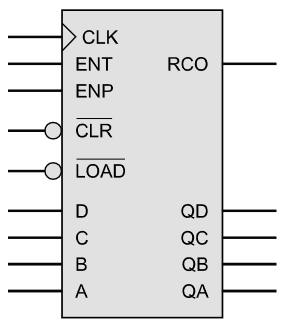 CLK
ENT RCO
ENP
CLR
LOAD
D QD
C QC
B QB
A QA